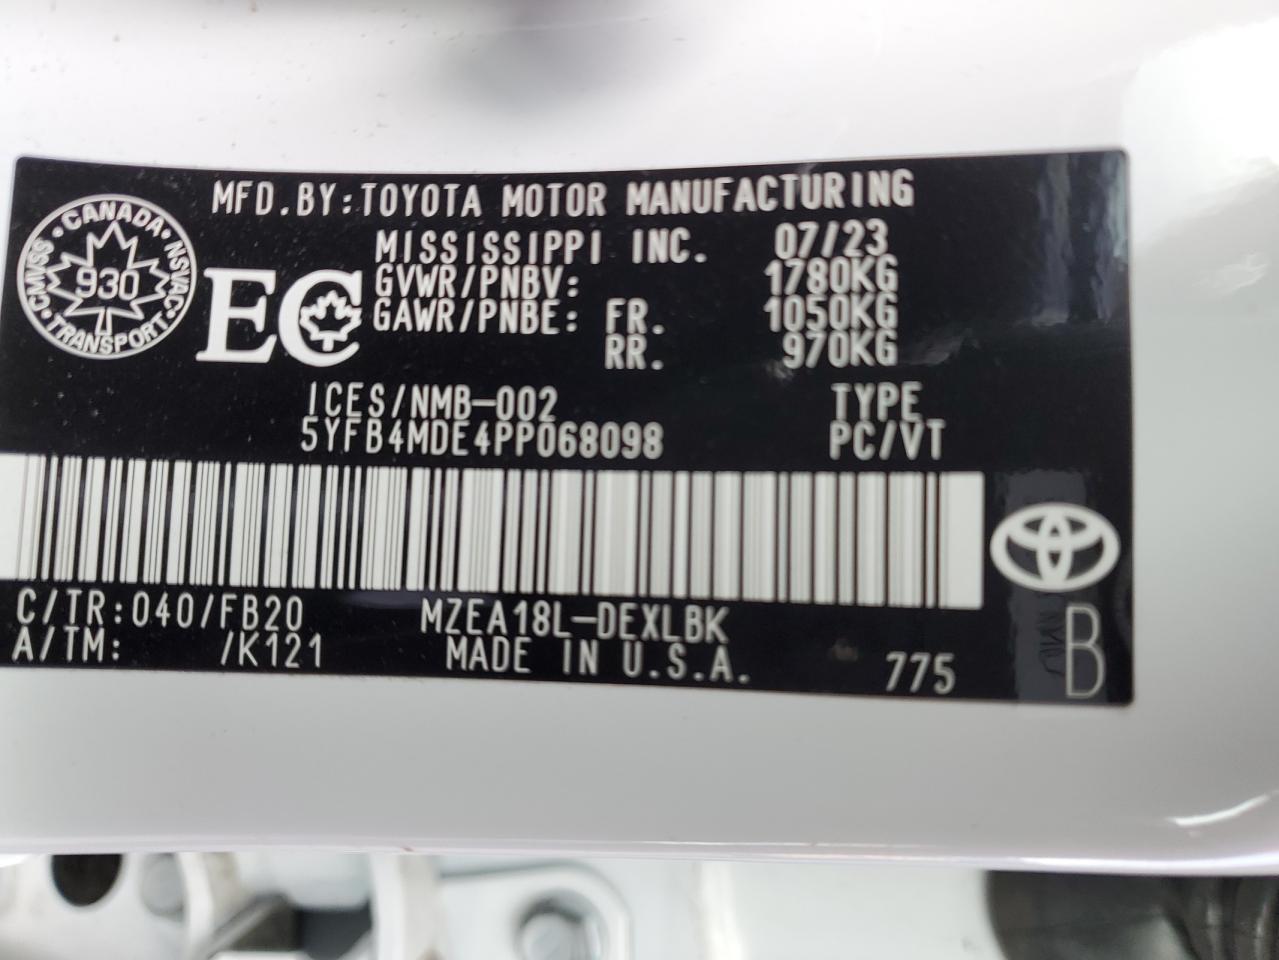 MFD.BY:TOYOTA MOTOR MANUFACTURING
MISSISSIPPI INC. 07/23
GVWR/PNBV: 1780KG
GAWR/PNBE: FR. 1050KG
RR. 970KG
CANADA
CMVSS NSVAC
930
TRANSPORT
EC
ICES/NMB-002 TYPE
5YFB4MDE4PP068098 PC/VT
C/TR:040/FB20 MZEA18L-DEXLBK
A/TM: /K121 MADE IN U.S.A. 775 B